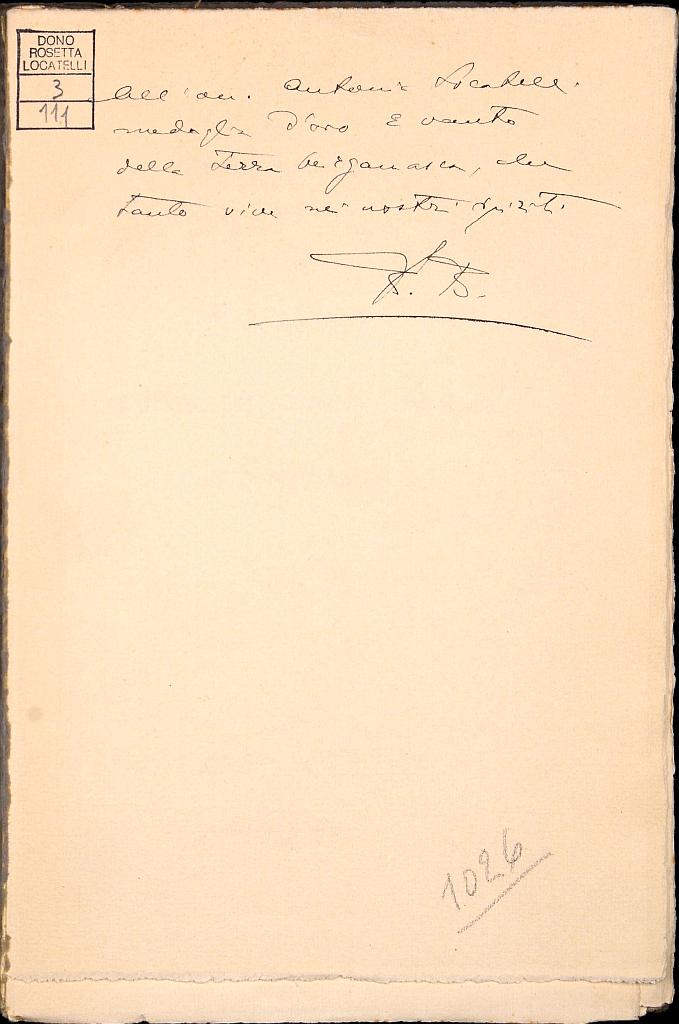 DONO
ROSETTA
LOCATELLI
3
111
All'on. Antonio Locatelli
medaglia d'oro e vanto
della Terra bergamasca, che
tanto vive nei nostri spiriti
B.
1026